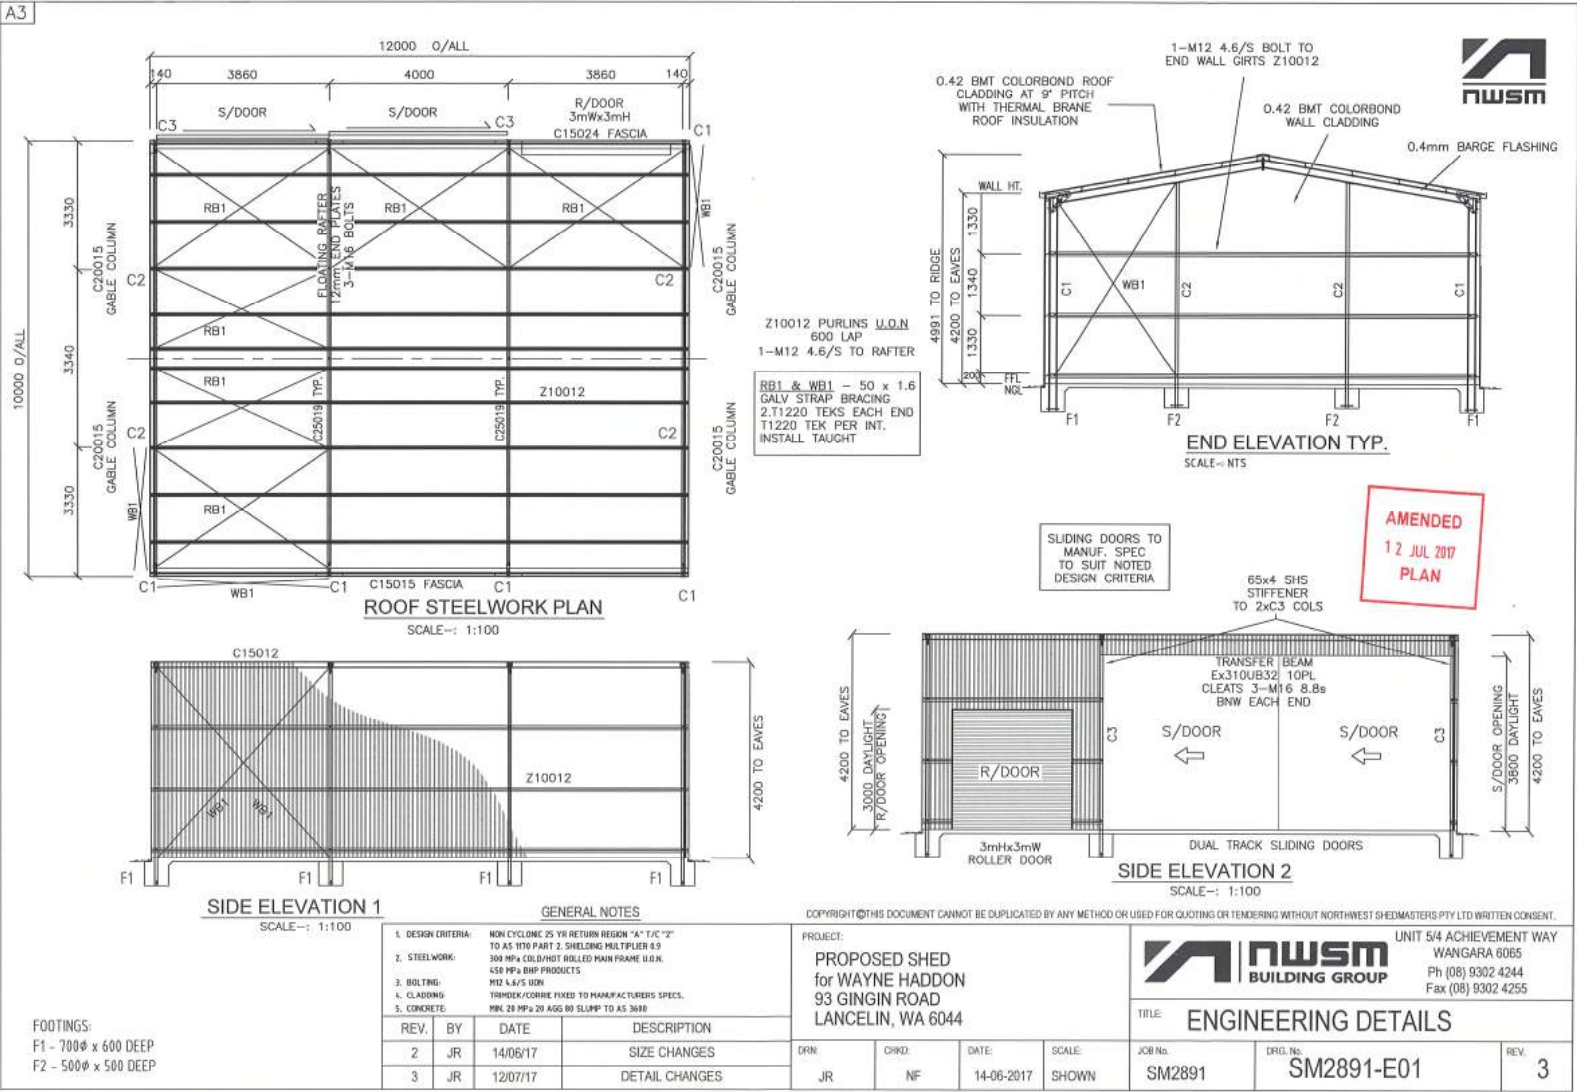 A3
12000 O/ALL
140
3860
4000
3860
140
S/DOOR
S/DOOR
R/DOOR
3mWx3mH
C15024 FASCIA
C3
C3
C1
10000 O/ALL
3330
3340
3330
C20015
GABLE COLUMN
C20015
GABLE COLUMN
C2
C2
RB1
RB1
RB1
RB1
RB1
RB1
FLOATING RAFTER
12mm END PLATES
3-M16 BOLTS
C25019 TYP.
C25019 TYP.
Z10012
WB1
WB1
C2
C2
C20015
GABLE COLUMN
C20015
GABLE COLUMN
C1
WB1
C1
C15015 FASCIA
C1
C1
ROOF STEELWORK PLAN
SCALE-: 1:100
Z10012 PURLINS U.O.N
600 LAP
1-M12 4.6/S TO RAFTER
RB1 & WB1 - 50 x 1.6
GALV STRAP BRACING
2.T1220 TEKS EACH END
T1220 TEK PER INT.
INSTALL TAUGHT
1-M12 4.6/S BOLT TO
END WALL GIRTS Z10012
0.42 BMT COLORBOND ROOF
CLADDING AT 9° PITCH
WITH THERMAL BRANE
ROOF INSULATION
0.42 BMT COLORBOND
WALL CLADDING
0.4mm BARGE FLASHING
nwsm
WALL HT.
4991 TO RIDGE
4200 TO EAVES
1330
1340
1330
200
FFL
NGL
C1
WB1
C2
C2
C1
F1
F2
F2
F1
END ELEVATION TYP.
SCALE-: NTS
AMENDED
12 JUL 2017
PLAN
SLIDING DOORS TO
MANUF. SPEC
TO SUIT NOTED
DESIGN CRITERIA
65x4 SHS
STIFFENER
TO 2xC3 COLS
TRANSFER BEAM
Ex310UB32 10PL
CLEATS 3-M16 8.8s
BNW EACH END
4200 TO EAVES
3000 DAYLIGHT
R/DOOR OPENING
R/DOOR
C3
S/DOOR
S/DOOR
C3
S/DOOR OPENING
3800 DAYLIGHT
4200 TO EAVES
3mHx3mW
ROLLER DOOR
DUAL TRACK SLIDING DOORS
SIDE ELEVATION 2
SCALE-: 1:100
C15012
Z10012
WB1
WB1
4200 TO EAVES
F1
F1
F1
F1
SIDE ELEVATION 1
SCALE-: 1:100
GENERAL NOTES
1. DESIGN CRITERIA: NON CYCLONIC 25 YR RETURN REGION "A" T/C "2"
TO AS 1170 PART 2. SHIELDING MULTIPLIER 0.9
2. STEELWORK: 300 MPa COLD/HOT ROLLED MAIN FRAME U.O.N.
450 MPa BHP PRODUCTS
3. BOLTING: M12 4.6/S UON
4. CLADDING: TRIMDEK/CORRIE FIXED TO MANUFACTURERS SPECS.
5. CONCRETE: MIN. 20 MPa 20 AGG 80 SLUMP TO AS 3600
REV. BY DATE DESCRIPTION
2 JR 14/06/17 SIZE CHANGES
3 JR 12/07/17 DETAIL CHANGES
FOOTINGS:
F1 - 700ø x 600 DEEP
F2 - 500ø x 500 DEEP
COPYRIGHT © THIS DOCUMENT CANNOT BE DUPLICATED BY ANY METHOD OR USED FOR QUOTING OR TENDERING WITHOUT NORTHWEST SHEDMASTERS PTY LTD WRITTEN CONSENT.
PROJECT:
PROPOSED SHED
for WAYNE HADDON
93 GINGIN ROAD
LANCELIN, WA 6044
DRN: JR
CHKD: NF
DATE: 14-06-2017
SCALE: SHOWN
nwsm
BUILDING GROUP
UNIT 5/4 ACHIEVEMENT WAY
WANGARA 6065
Ph (08) 9302 4244
Fax (08) 9302 4255
TITLE: ENGINEERING DETAILS
JOB No. SM2891
DRG. No. SM2891-E01
REV. 3